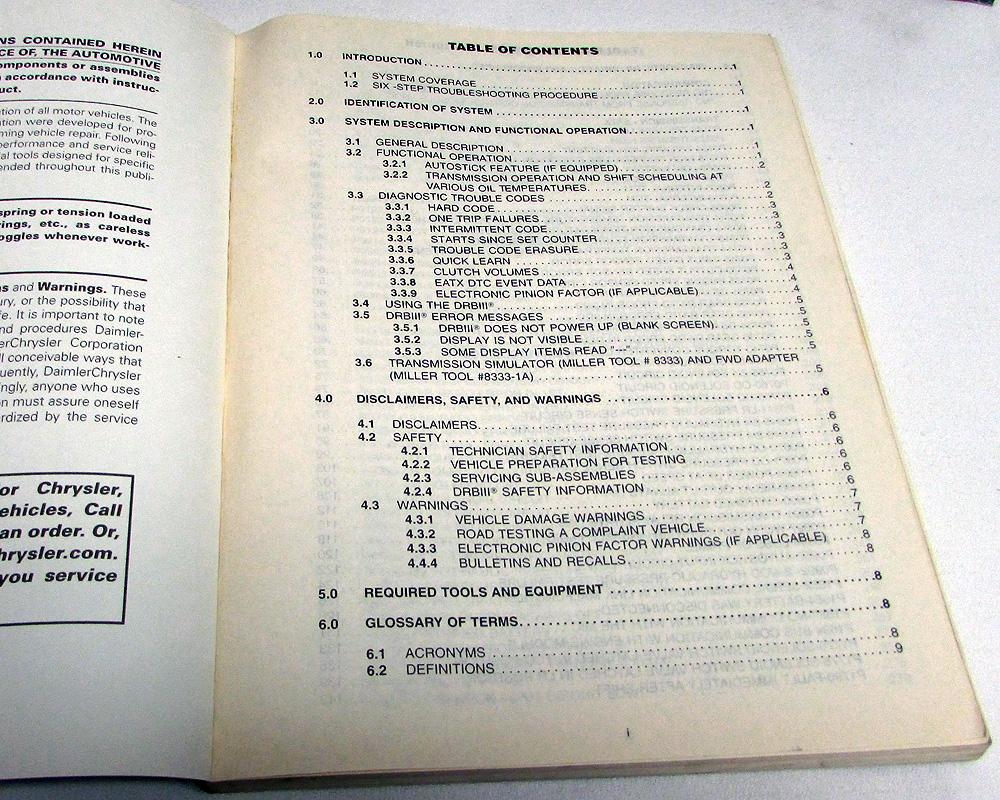 NS CONTAINED HEREIN
CE OF, THE AUTOMOTIVE
omponents or assemblies
accordance with instruc-
uct.
tion of all motor vehicles. The
ation were developed for pro-
ming vehicle repair. Following
performance and service reli-
al tools designed for specific
ended throughout this publi-
spring or tension loaded
rings, etc., as careless
oggles whenever work-
s and Warnings. These
ury, or the possibility that
fe. It is important to note
nd procedures Daimler-
erChrysler Corporation
ll conceivable ways that
uently, DaimlerChrysler
ingly, anyone who uses
n must assure oneself
rdized by the service
or Chrysler,
ehicles, Call
an order. Or,
hrysler.com.
you service
TABLE OF CONTENTS
1.0 INTRODUCTION 1
1.1 SYSTEM COVERAGE 1
1.2 SIX -STEP TROUBLESHOOTING PROCEDURE 1
2.0 IDENTIFICATION OF SYSTEM 1
3.0 SYSTEM DESCRIPTION AND FUNCTIONAL OPERATION 1
3.1 GENERAL DESCRIPTION 1
3.2 FUNCTIONAL OPERATION 1
3.2.1 AUTOSTICK FEATURE (IF EQUIPPED) 2
3.2.2 TRANSMISSION OPERATION AND SHIFT SCHEDULING AT
VARIOUS OIL TEMPERATURES. 2
3.3 DIAGNOSTIC TROUBLE CODES 2
3.3.1 HARD CODE 3
3.3.2 ONE TRIP FAILURES 3
3.3.3 INTERMITTENT CODE 3
3.3.4 STARTS SINCE SET COUNTER 3
3.3.5 TROUBLE CODE ERASURE 3
3.3.6 QUICK LEARN 3
3.3.7 CLUTCH VOLUMES 4
3.3.8 EATX DTC EVENT DATA 4
3.3.9 ELECTRONIC PINION FACTOR (IF APPLICABLE) 4
3.4 USING THE DRBIII® 5
3.5 DRBIII® ERROR MESSAGES 5
3.5.1 DRBIII® DOES NOT POWER UP (BLANK SCREEN) 5
3.5.2 DISPLAY IS NOT VISIBLE 5
3.5.3 SOME DISPLAY ITEMS READ "---" 5
3.6 TRANSMISSION SIMULATOR (MILLER TOOL # 8333) AND FWD ADAPTER
(MILLER TOOL #8333-1A) 5
4.0 DISCLAIMERS, SAFETY, AND WARNINGS 6
4.1 DISCLAIMERS 6
4.2 SAFETY 6
4.2.1 TECHNICIAN SAFETY INFORMATION 6
4.2.2 VEHICLE PREPARATION FOR TESTING 6
4.2.3 SERVICING SUB-ASSEMBLIES 6
4.2.4 DRBIII® SAFETY INFORMATION 6
4.3 WARNINGS 7
4.3.1 VEHICLE DAMAGE WARNINGS 7
4.3.2 ROAD TESTING A COMPLAINT VEHICLE 7
4.3.3 ELECTRONIC PINION FACTOR WARNINGS (IF APPLICABLE) 8
4.4.4 BULLETINS AND RECALLS 8
5.0 REQUIRED TOOLS AND EQUIPMENT 8
6.0 GLOSSARY OF TERMS 8
6.1 ACRONYMS 8
6.2 DEFINITIONS 9
i